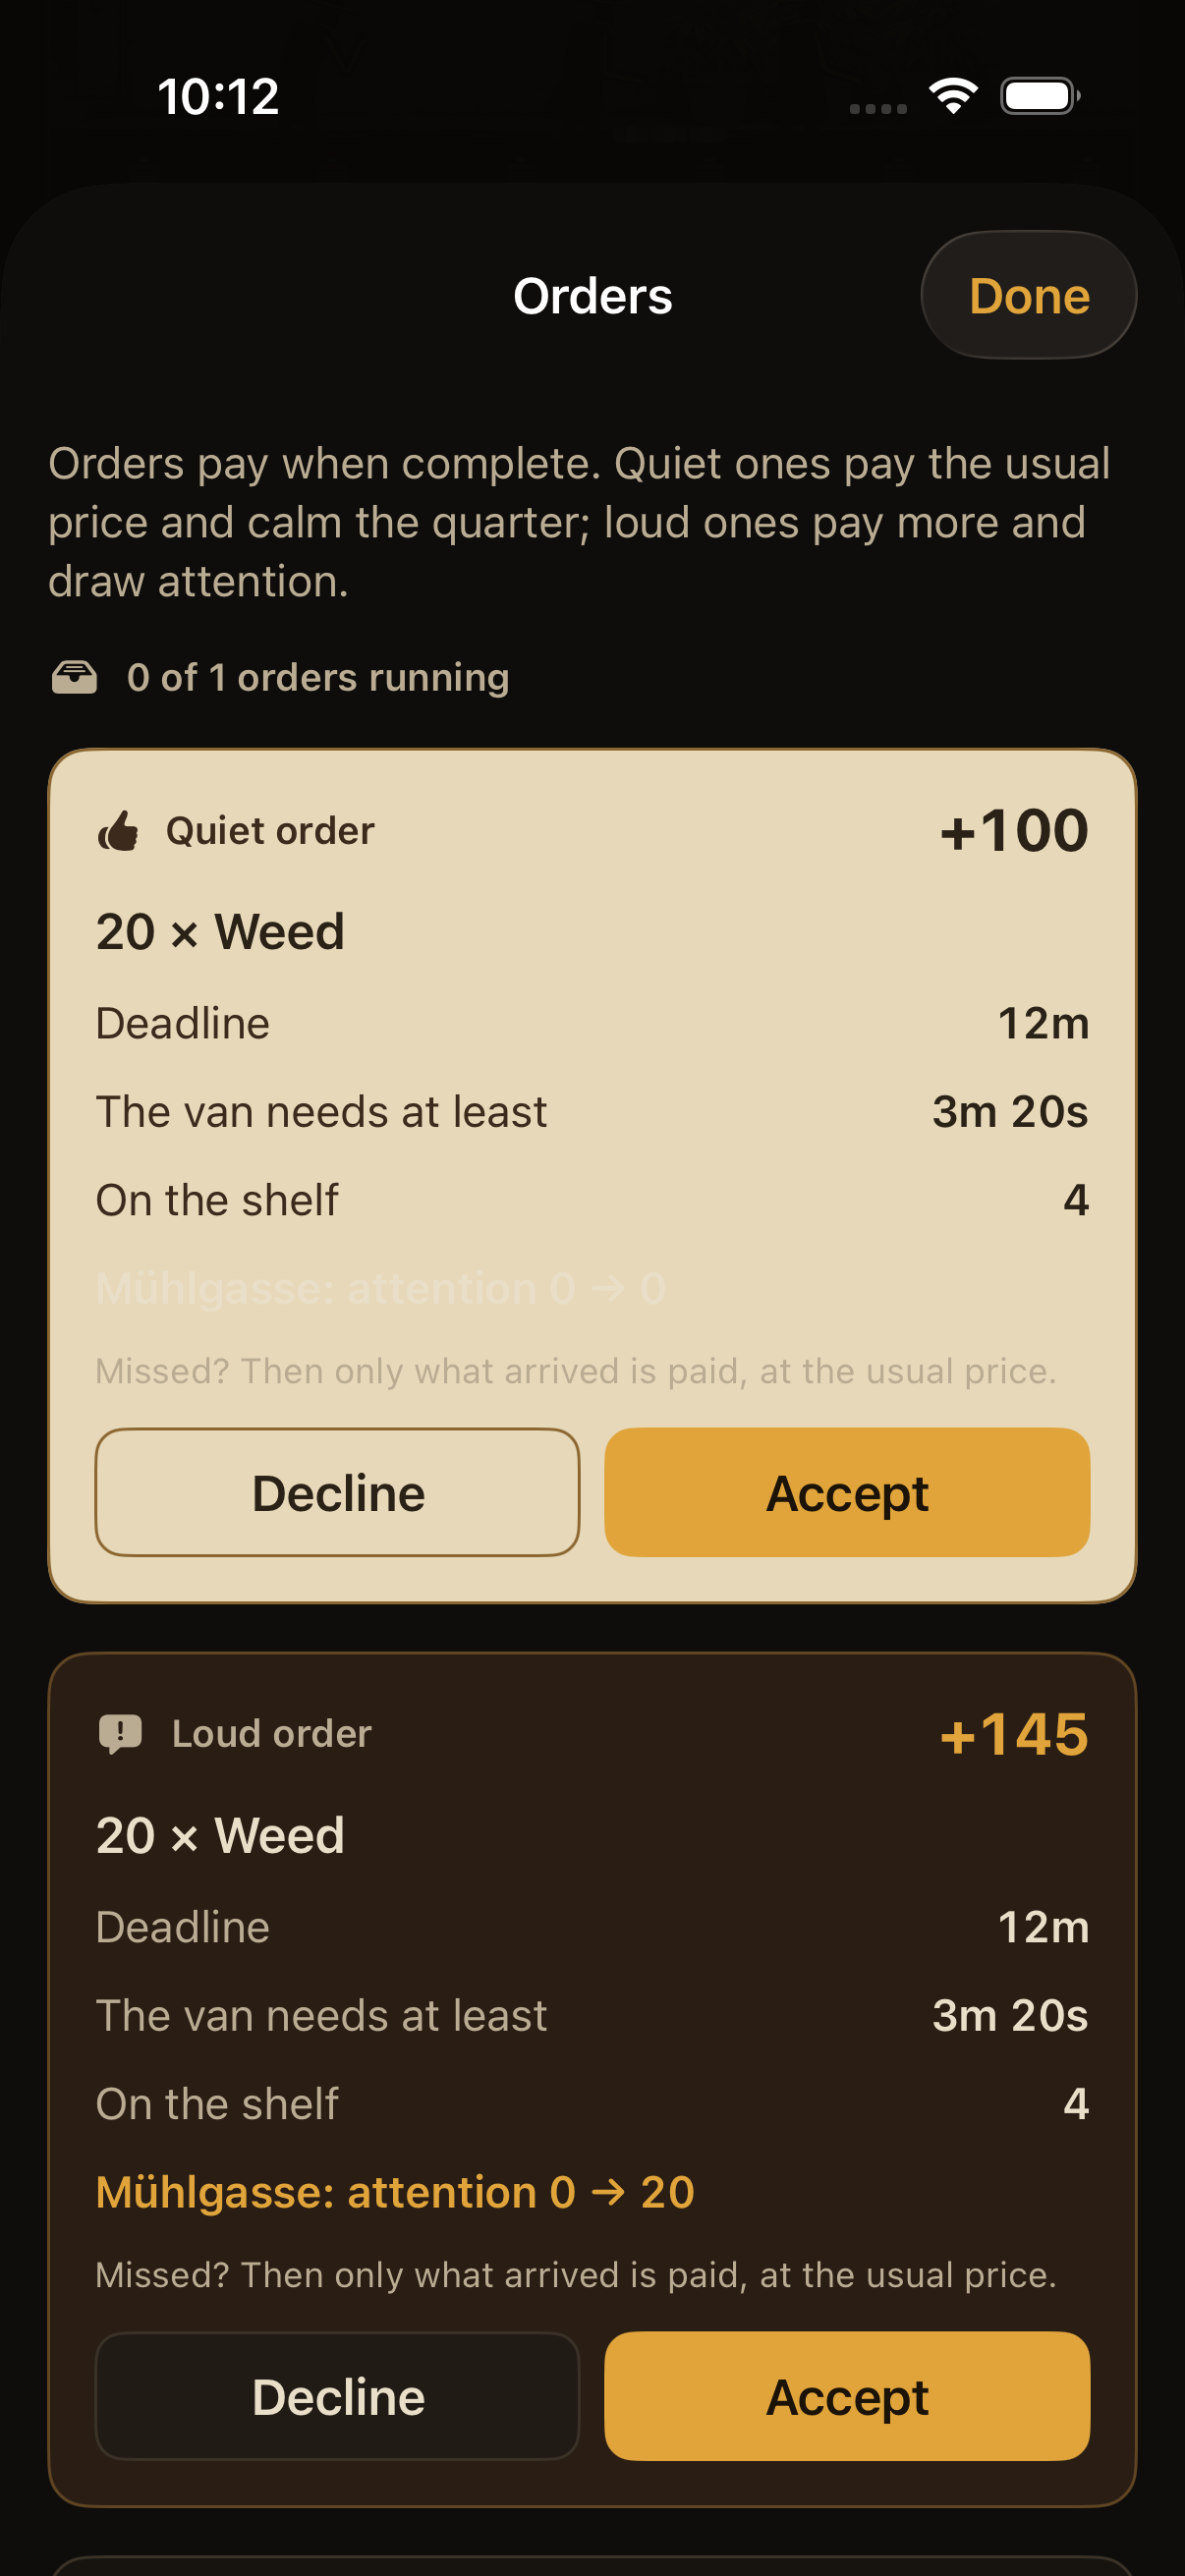 10:12
Orders
Done
Orders pay when complete. Quiet ones pay the usual
price and calm the quarter; loud ones pay more and
draw attention.
0 of 1 orders running
Quiet order
+100
20 × Weed
Deadline
12m
The van needs at least
3m 20s
On the shelf
4
Mühlgasse: attention 0 → 0
Missed? Then only what arrived is paid, at the usual price.
Decline
Accept
Loud order
+145
20 × Weed
Deadline
12m
The van needs at least
3m 20s
On the shelf
4
Mühlgasse: attention 0 → 20
Missed? Then only what arrived is paid, at the usual price.
Decline
Accept